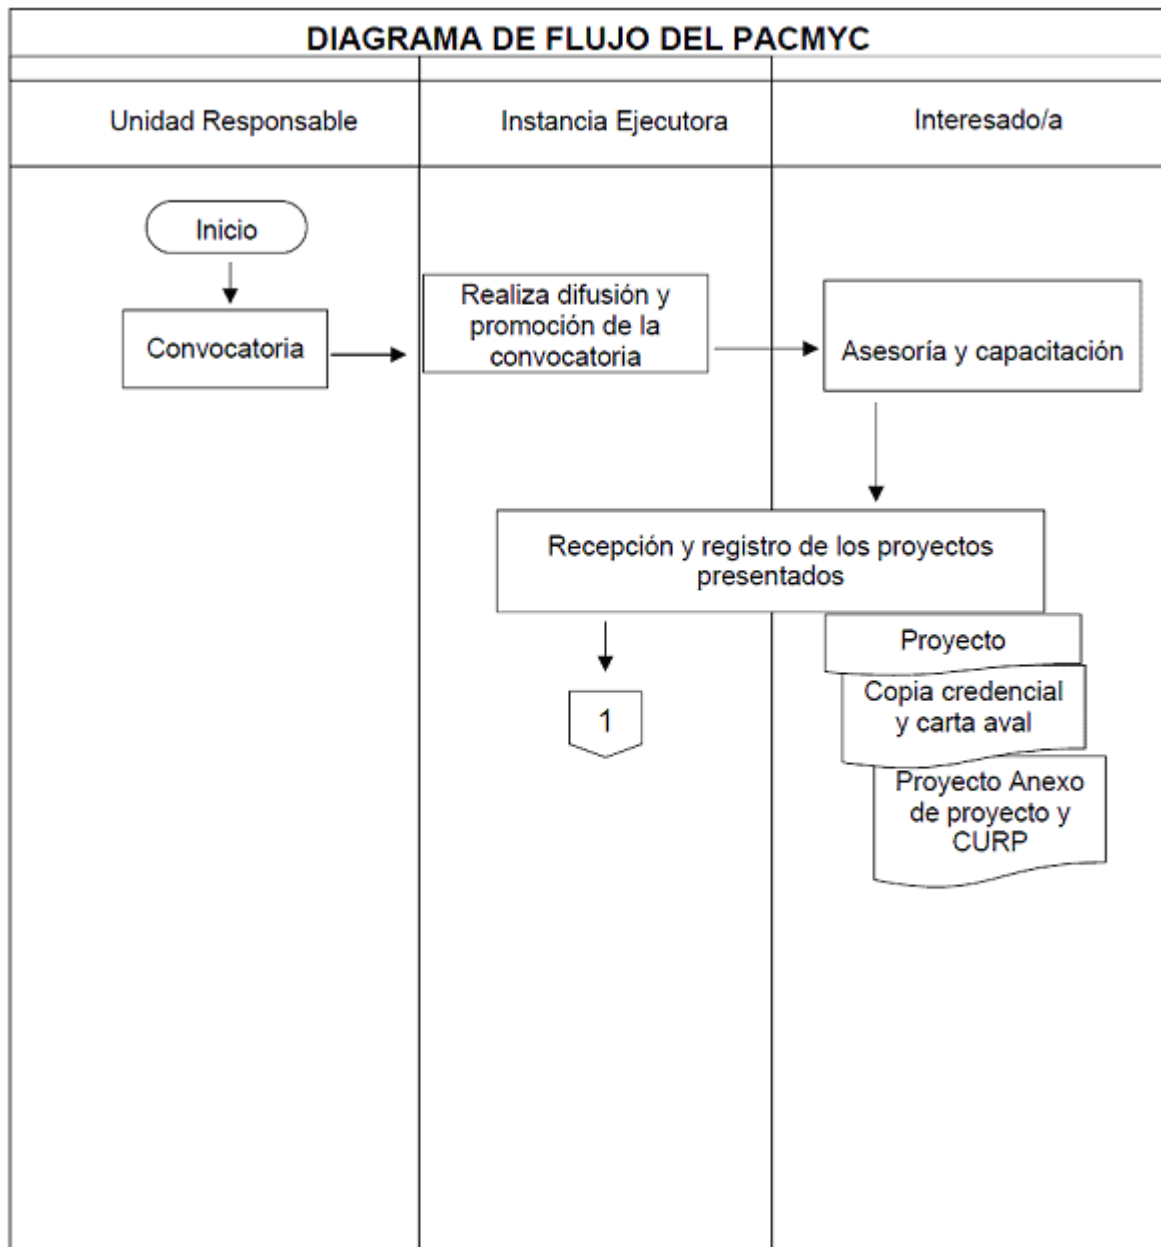 DIAGRAMA DE FLUJO DEL PACMYC
Unidad Responsable
Instancia Ejecutora
Interesado/a
Inicio
Convocatoria
Realiza difusión y
promoción de la
convocatoria
Asesoría y capacitación
Recepción y registro de los proyectos
presentados
Proyecto
Copia credencial
y carta aval
Proyecto Anexo
de proyecto y
CURP
1